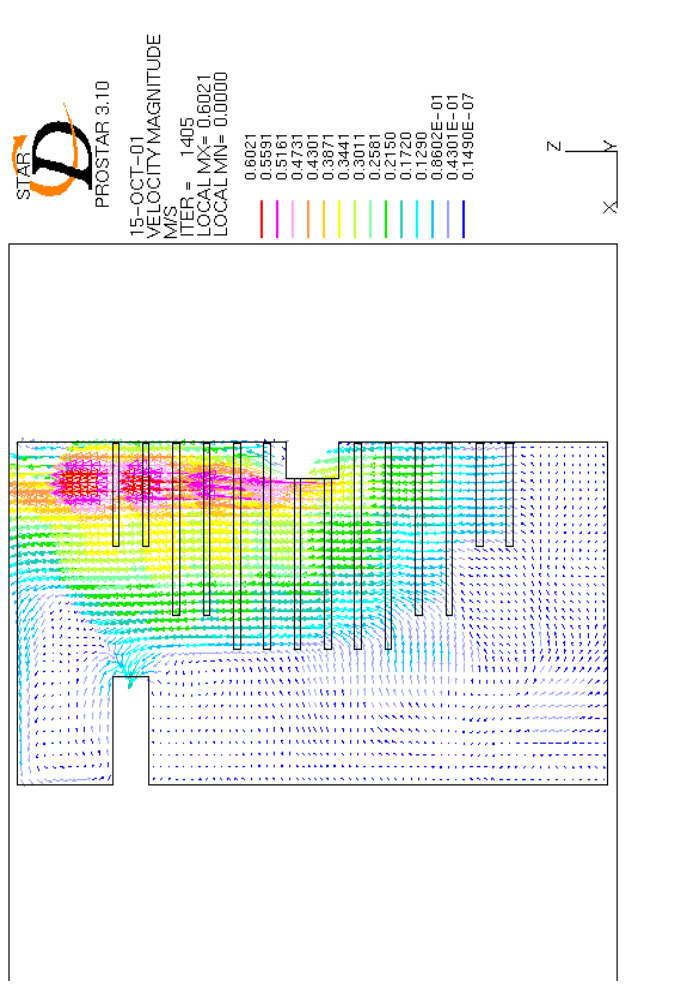 STAR
D
PROSTAR 3.10
15-OCT-01
VELOCITY MAGNITUDE
M/S
ITER = 1405
LOCAL MX= 0.6021
LOCAL MN= 0.0000
0.6021
0.5591
0.5161
0.4731
0.4301
0.3871
0.3441
0.3011
0.2581
0.2150
0.1720
0.1290
0.8602E-01
0.4301E-01
0.1490E-07
Z
Y
X